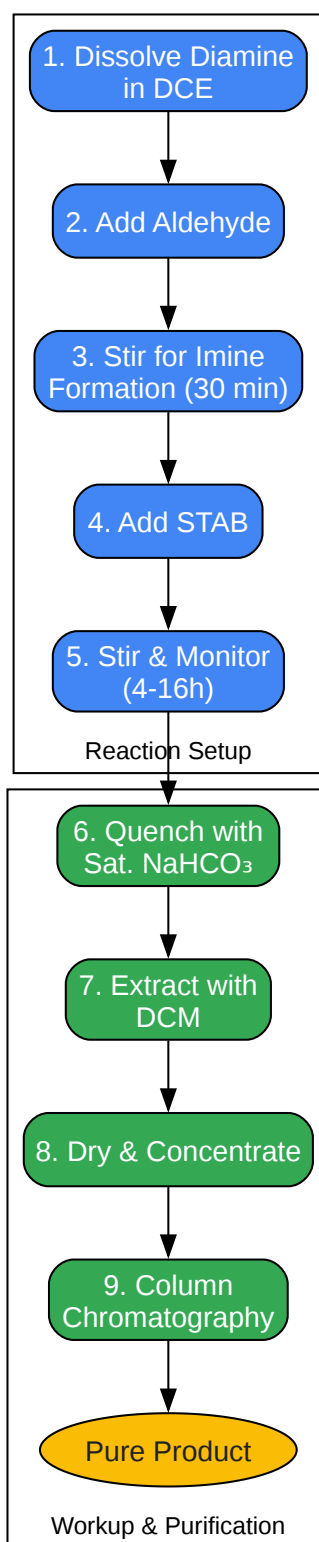 1. Dissolve Diamine
in DCE
2. Add Aldehyde
3. Stir for Imine
Formation (30 min)
4. Add STAB
5. Stir & Monitor
(4-16h)
Reaction Setup
6. Quench with
Sat. NaHCO₃
7. Extract with
DCM
8. Dry & Concentrate
9. Column
Chromatography
Pure Product
Workup & Purification